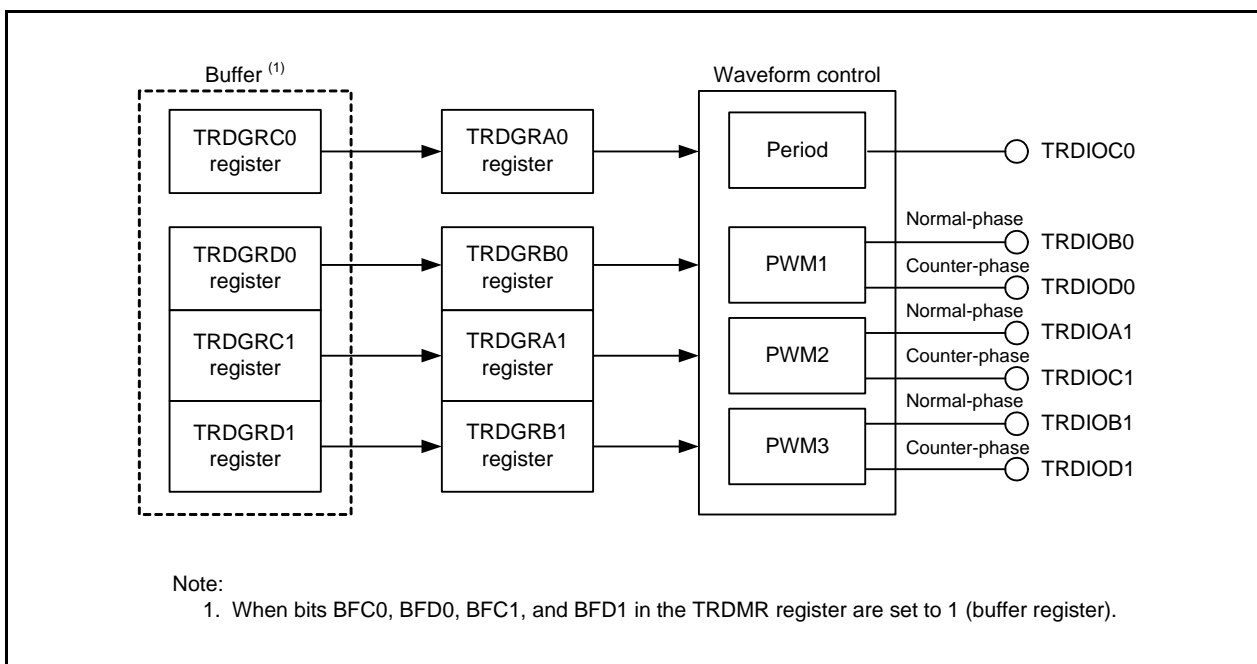 Buffer (1)
Waveform control
TRDGRC0
register
TRDGRA0
register
Period
TRDIOC0
TRDGRD0
register
TRDGRB0
register
PWM1
Normal-phase
TRDIOB0
Counter-phase
TRDIOD0
TRDGRC1
register
TRDGRA1
register
PWM2
Normal-phase
TRDIOA1
Counter-phase
TRDIOC1
TRDGRD1
register
TRDGRB1
register
PWM3
Normal-phase
TRDIOB1
Counter-phase
TRDIOD1
Note:
1. When bits BFC0, BFD0, BFC1, and BFD1 in the TRDMR register are set to 1 (buffer register).